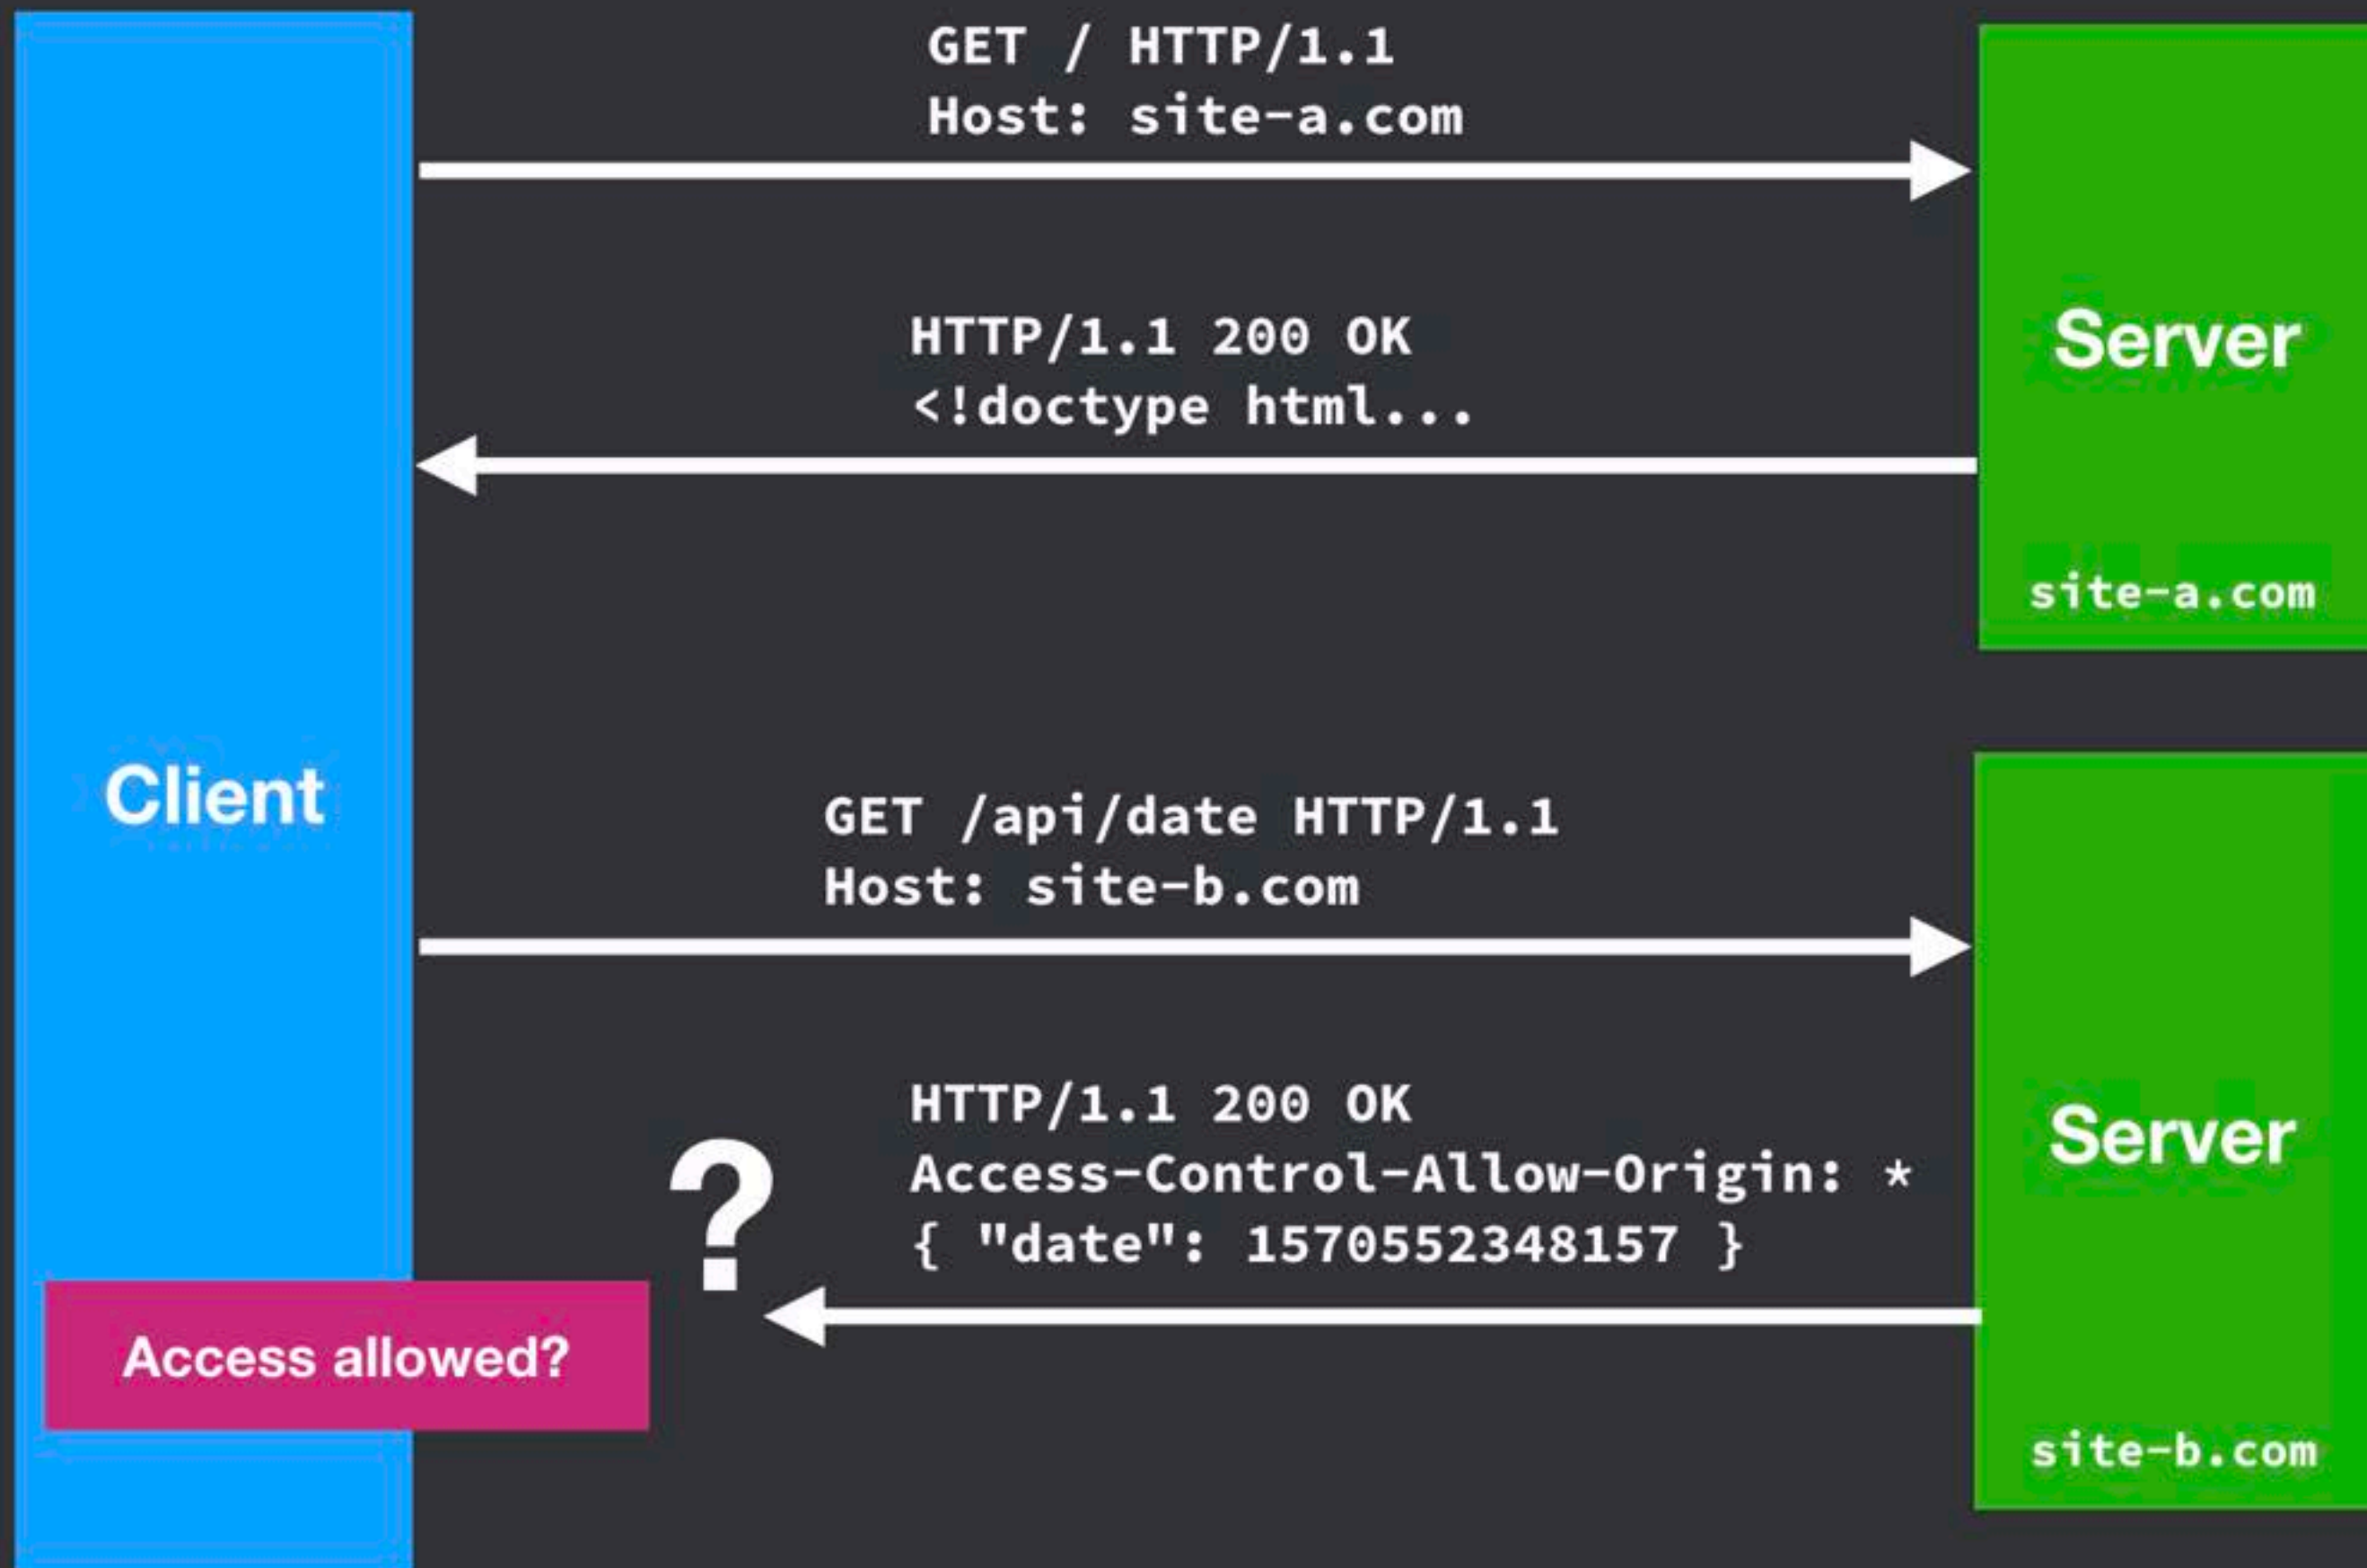 GET / HTTP/1.1
Host: site-a.com
HTTP/1.1 200 OK
<!doctype html...
Server
site-a.com
Client
GET /api/date HTTP/1.1
Host: site-b.com
HTTP/1.1 200 OK
Access-Control-Allow-Origin: *
{ "date": 1570552348157 }
?
Access allowed?
Server
site-b.com